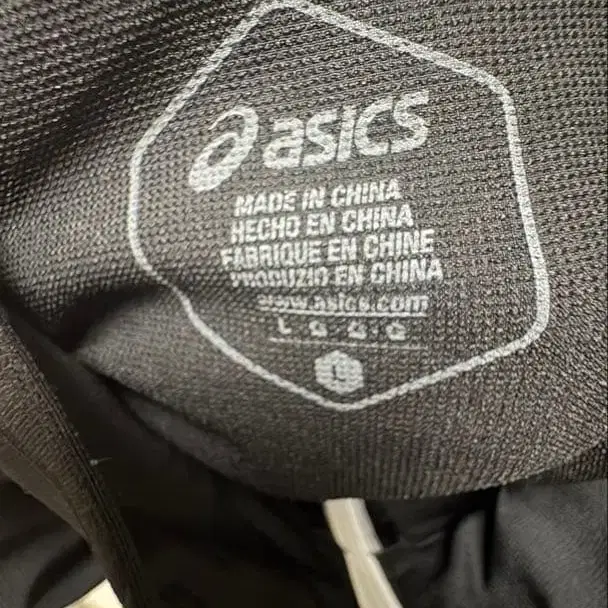 asics
MADE IN CHINA
HECHO EN CHINA
FABRIQUE EN CHINE
PRODUZIO EN CHINA
www.asics.com
L G G G
L